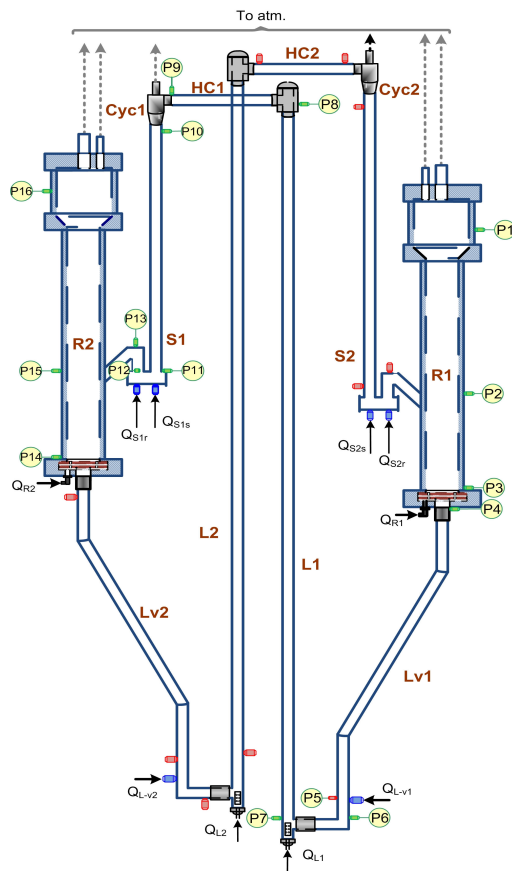 To atm.
HC2
P9
HC1
Cyc2
Cyc1
P8
P10
P16
P1
P13
S1
R2
P12
P11
P15
S2
R1
P2
QS1r
QS1s
QS2s
QS2r
P14
QR2
P3
QR1
P4
L2
L1
Lv2
Lv1
QL-v2
P5
QL-v1
QL2
P7
P6
QL1